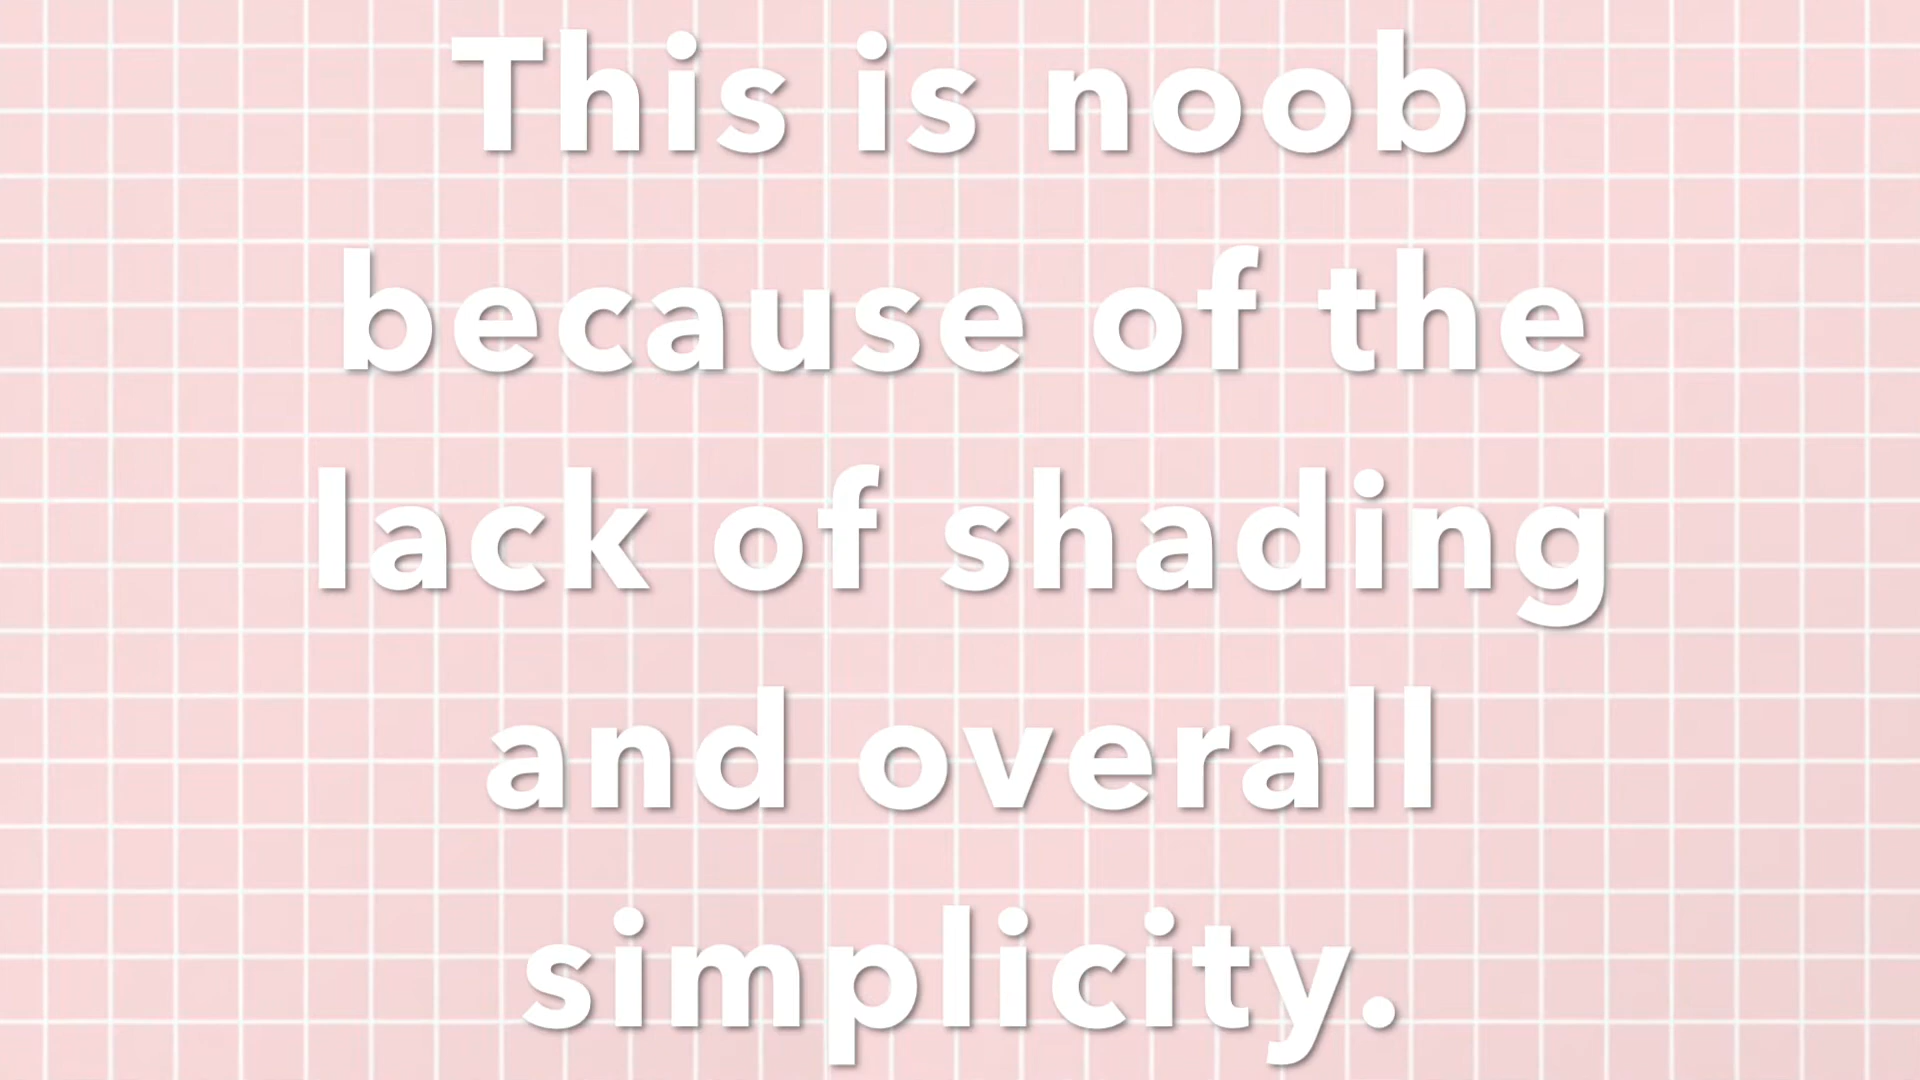 This is noob
because of the
lack of shading
and overall
simplicity.